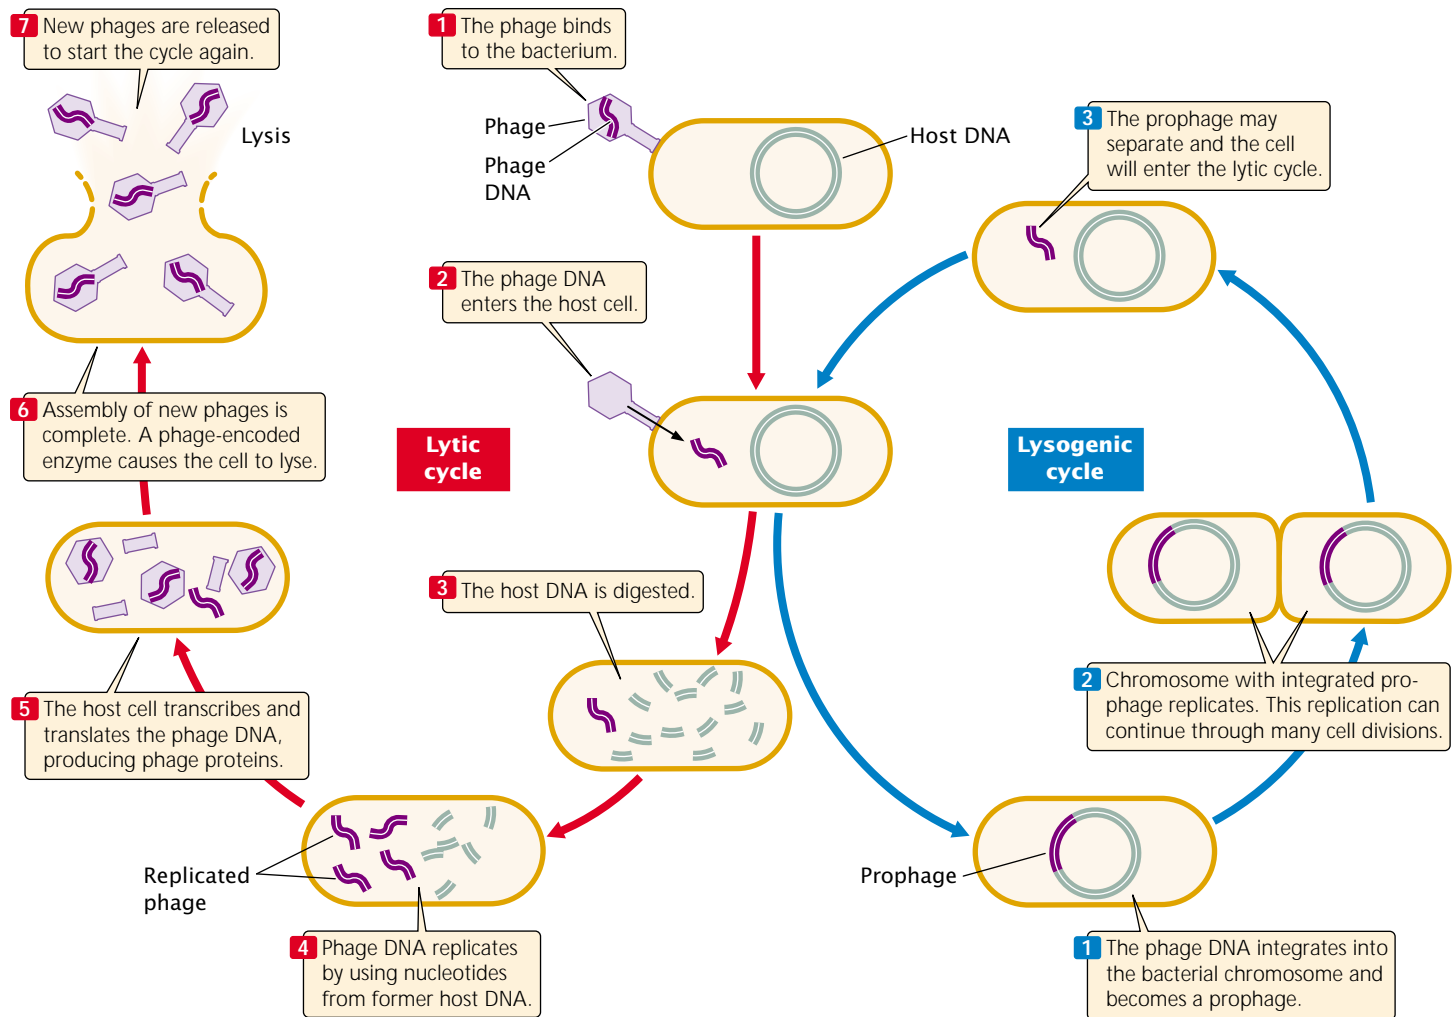 7 New phages are released
to start the cycle again.
Lysis
1 The phage binds
to the bacterium.
Phage
Phage
DNA
Host DNA
2 The phage DNA
enters the host cell.
Lytic
cycle
3 The host DNA is digested.
4 Phage DNA replicates
by using nucleotides
from former host DNA.
Replicated
phage
5 The host cell transcribes and
translates the phage DNA,
producing phage proteins.
6 Assembly of new phages is
complete. A phage-encoded
enzyme causes the cell to lyse.
Lysogenic
cycle
1 The phage DNA integrates into
the bacterial chromosome and
becomes a prophage.
Prophage
2 Chromosome with integrated pro-
phage replicates. This replication can
continue through many cell divisions.
3 The prophage may
separate and the cell
will enter the lytic cycle.